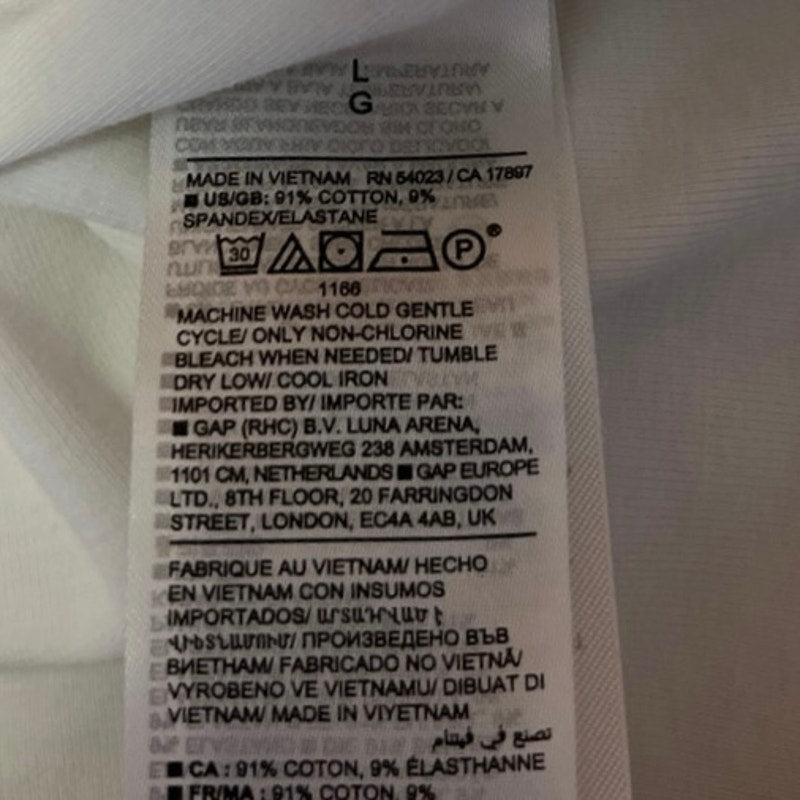 L
G
MADE IN VIETNAM RN 54023 / CA 17897
■ US/GB: 91% COTTON, 9%
SPANDEX/ELASTANE
30 P ®
1166
MACHINE WASH COLD GENTLE
CYCLE/ ONLY NON-CHLORINE
BLEACH WHEN NEEDED/ TUMBLE
DRY LOW/ COOL IRON
IMPORTED BY/ IMPORTE PAR:
■ GAP (RHC) B.V. LUNA ARENA,
HERIKERBERGWEG 238 AMSTERDAM,
1101 CM, NETHERLANDS ■ GAP EUROPE
LTD., 8TH FLOOR, 20 FARRINGDON
STREET, LONDON, EC4A 4AB, UK
FABRIQUE AU VIETNAM/ HECHO
EN VIETNAM CON INSUMOS
IMPORTADOS/ ԱՐՏԱԴՎԱԾ Է
ՎԻԵՏՆԱՄՈՒՄ/ ПРОИЗВЕДЕНО ВЪВ
ВИЕТНАМ/ FABRICADO NO VIETNÃ/
VYROBENO VE VIETNAMU/ DIBUAT DI
VIETNAM/ MADE IN VIYETNAM
تصنع في فيتنام
■ CA : 91% COTON, 9% ÉLASTHANNE
■ FR/MA : 91% COTON, 9%